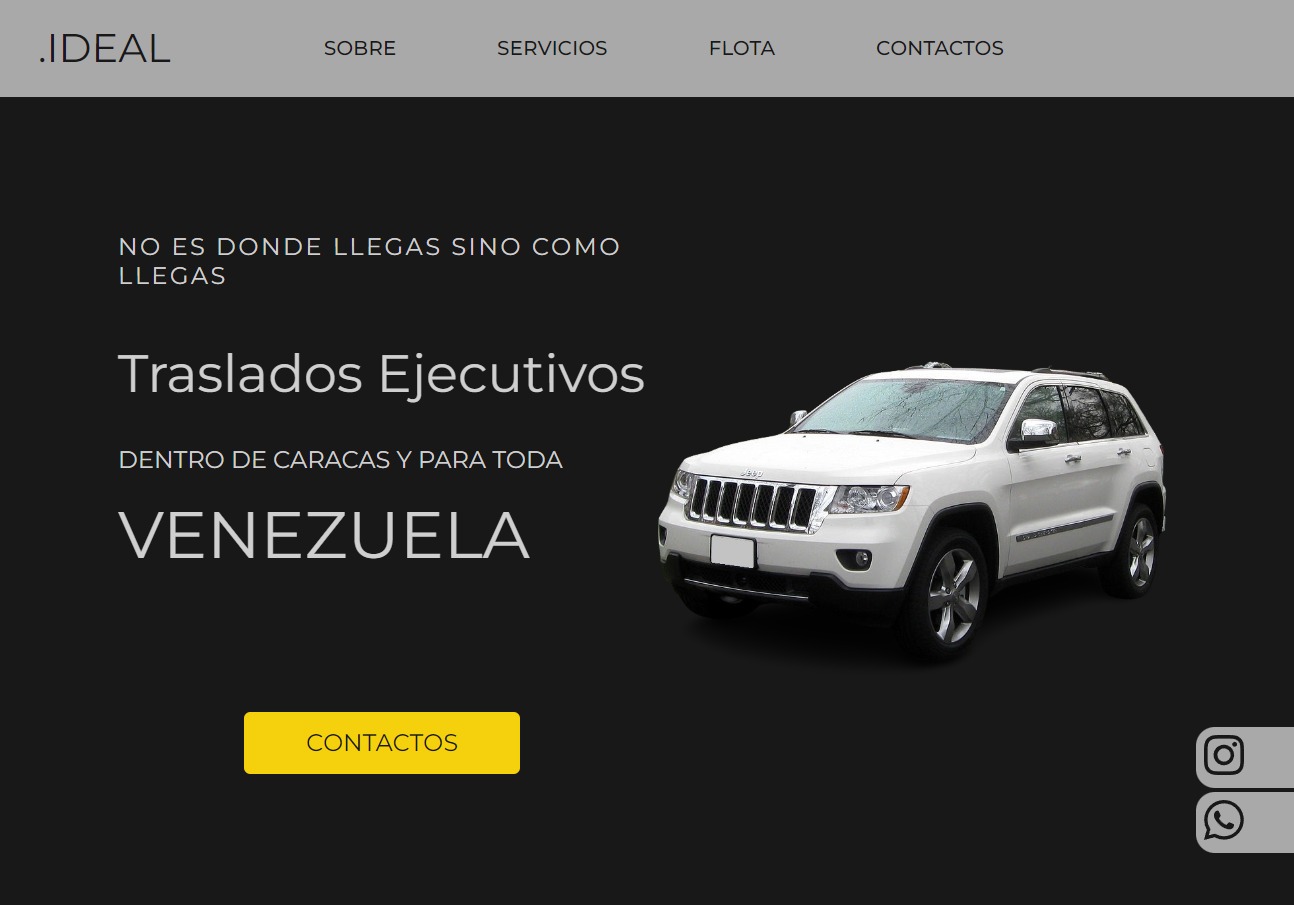 .IDEAL
SOBRE
SERVICIOS
FLOTA
CONTACTOS
NO ES DONDE LLEGAS SINO COMO
LLEGAS
Traslados Ejecutivos
DENTRO DE CARACAS Y PARA TODA
VENEZUELA
Jeep
CONTACTOS